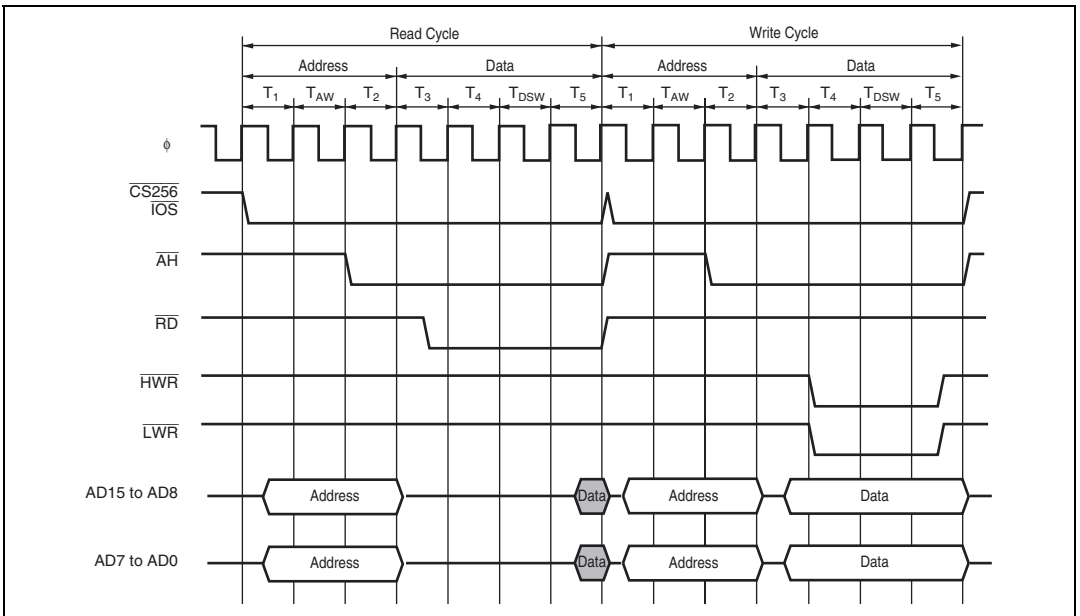 Read Cycle Write Cycle
Address Data Address Data
T1 TAW T2 T3 T4 TDSW T5 T1 TAW T2 T3 T4 TDSW T5
φ
CS256
IOS
AH
RD
HWR
LWR
AD15 to AD8 Address Data Address Data
AD7 to AD0 Address Data Address Data